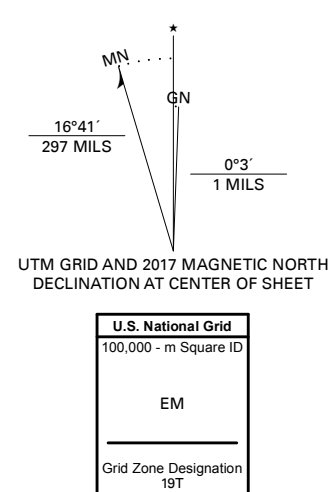 ★
MN
GN
16°41´
297 MILS
0°3´
1 MILS
UTM GRID AND 2017 MAGNETIC NORTH
DECLINATION AT CENTER OF SHEET
U.S. National Grid
100,000 - m Square ID
EM
Grid Zone Designation
19T